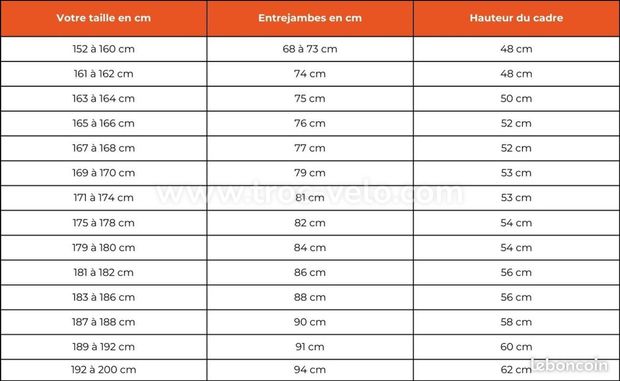 Votre taille en cm Entrejambes en cm Hauteur du cadre
152 à 160 cm 68 à 73 cm 48 cm
161 à 162 cm 74 cm 48 cm
163 à 164 cm 75 cm 50 cm
165 à 166 cm 76 cm 52 cm
167 à 168 cm 77 cm 52 cm
169 à 170 cm 79 cm 53 cm
171 à 174 cm 81 cm 53 cm
www.troc-velo.com
175 à 178 cm 82 cm 54 cm
179 à 180 cm 84 cm 54 cm
181 à 182 cm 86 cm 56 cm
183 à 186 cm 88 cm 56 cm
187 à 188 cm 90 cm 58 cm
189 à 192 cm 91 cm 60 cm
192 à 200 cm 94 cm 62 cm
leboncoin